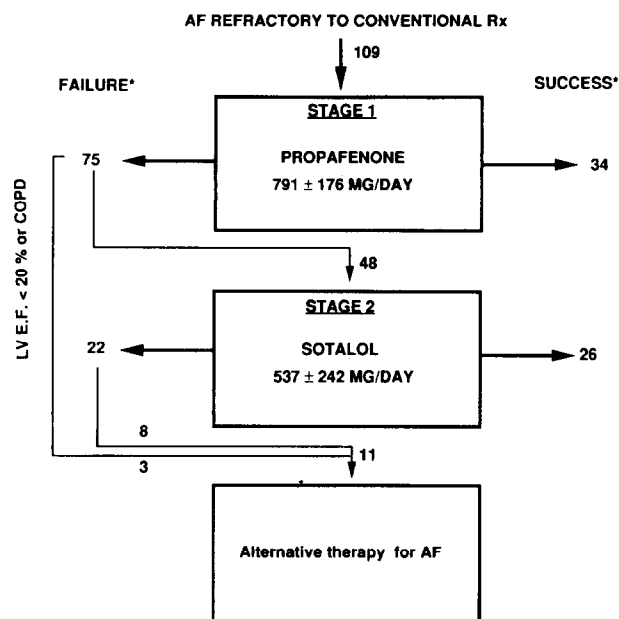 AF REFRACTORY TO CONVENTIONAL Rx
109
FAILURE*
SUCCESS*
STAGE 1
PROPAFENONE
791 ± 176 MG/DAY
75
34
LV E.F. < 20 % or COPD
48
STAGE 2
SOTALOL
537 ± 242 MG/DAY
22
26
8
3
11
Alternative therapy for AF